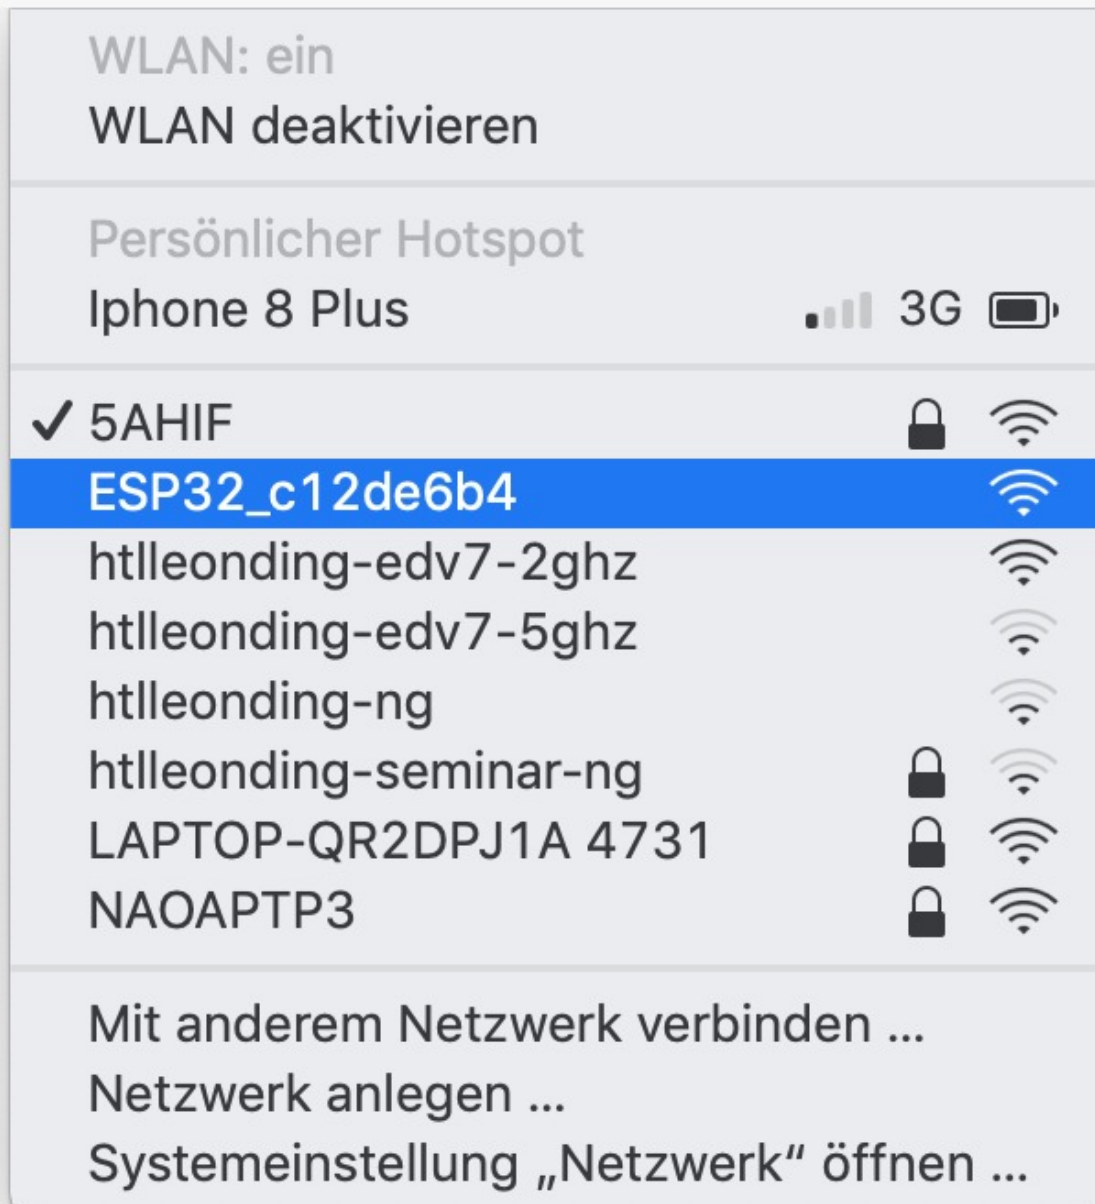 WLAN: ein
WLAN deaktivieren
Persönlicher Hotspot
Iphone 8 Plus 3G
5AHIF
ESP32_c12de6b4
htlleonding-edv7-2ghz
htlleonding-edv7-5ghz
htlleonding-ng
htlleonding-seminar-ng
LAPTOP-QR2DPJ1A 4731
NAOAPTP3
Mit anderem Netzwerk verbinden ...
Netzwerk anlegen ...
Systemeinstellung „Netzwerk“ öffnen ...